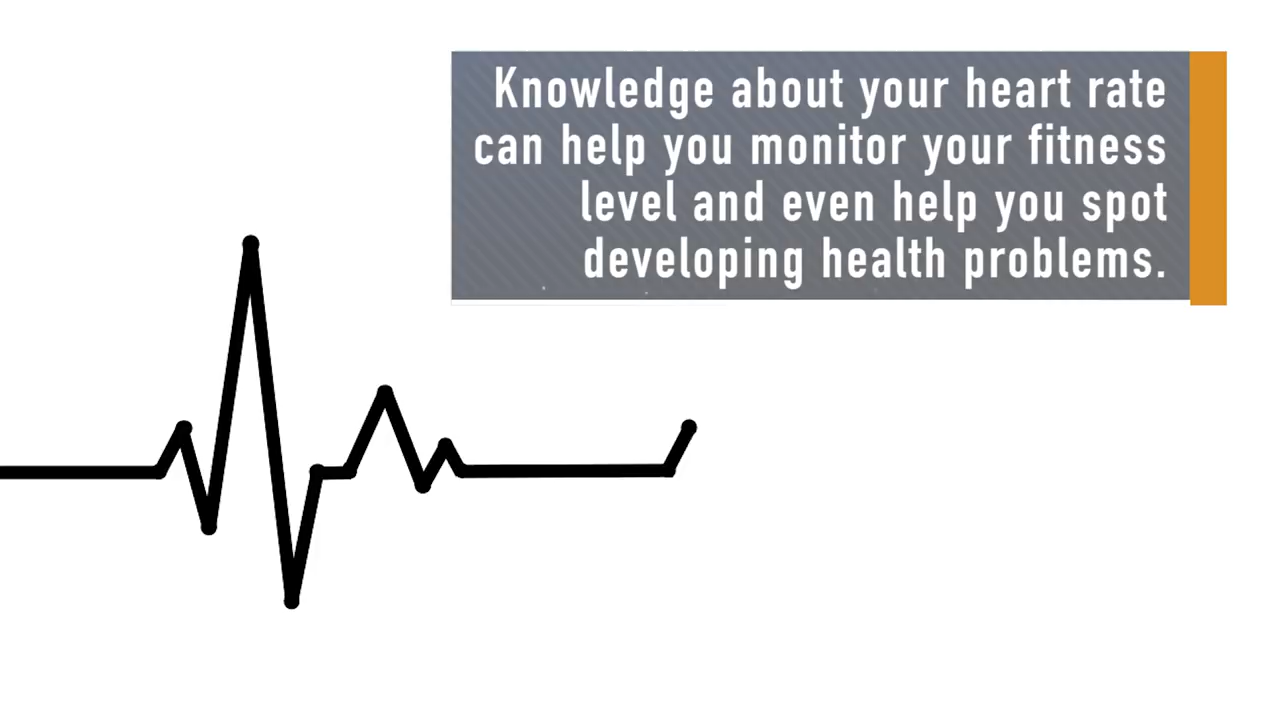 Knowledge about your heart rate
can help you monitor your fitness
level and even help you spot
developing health problems.